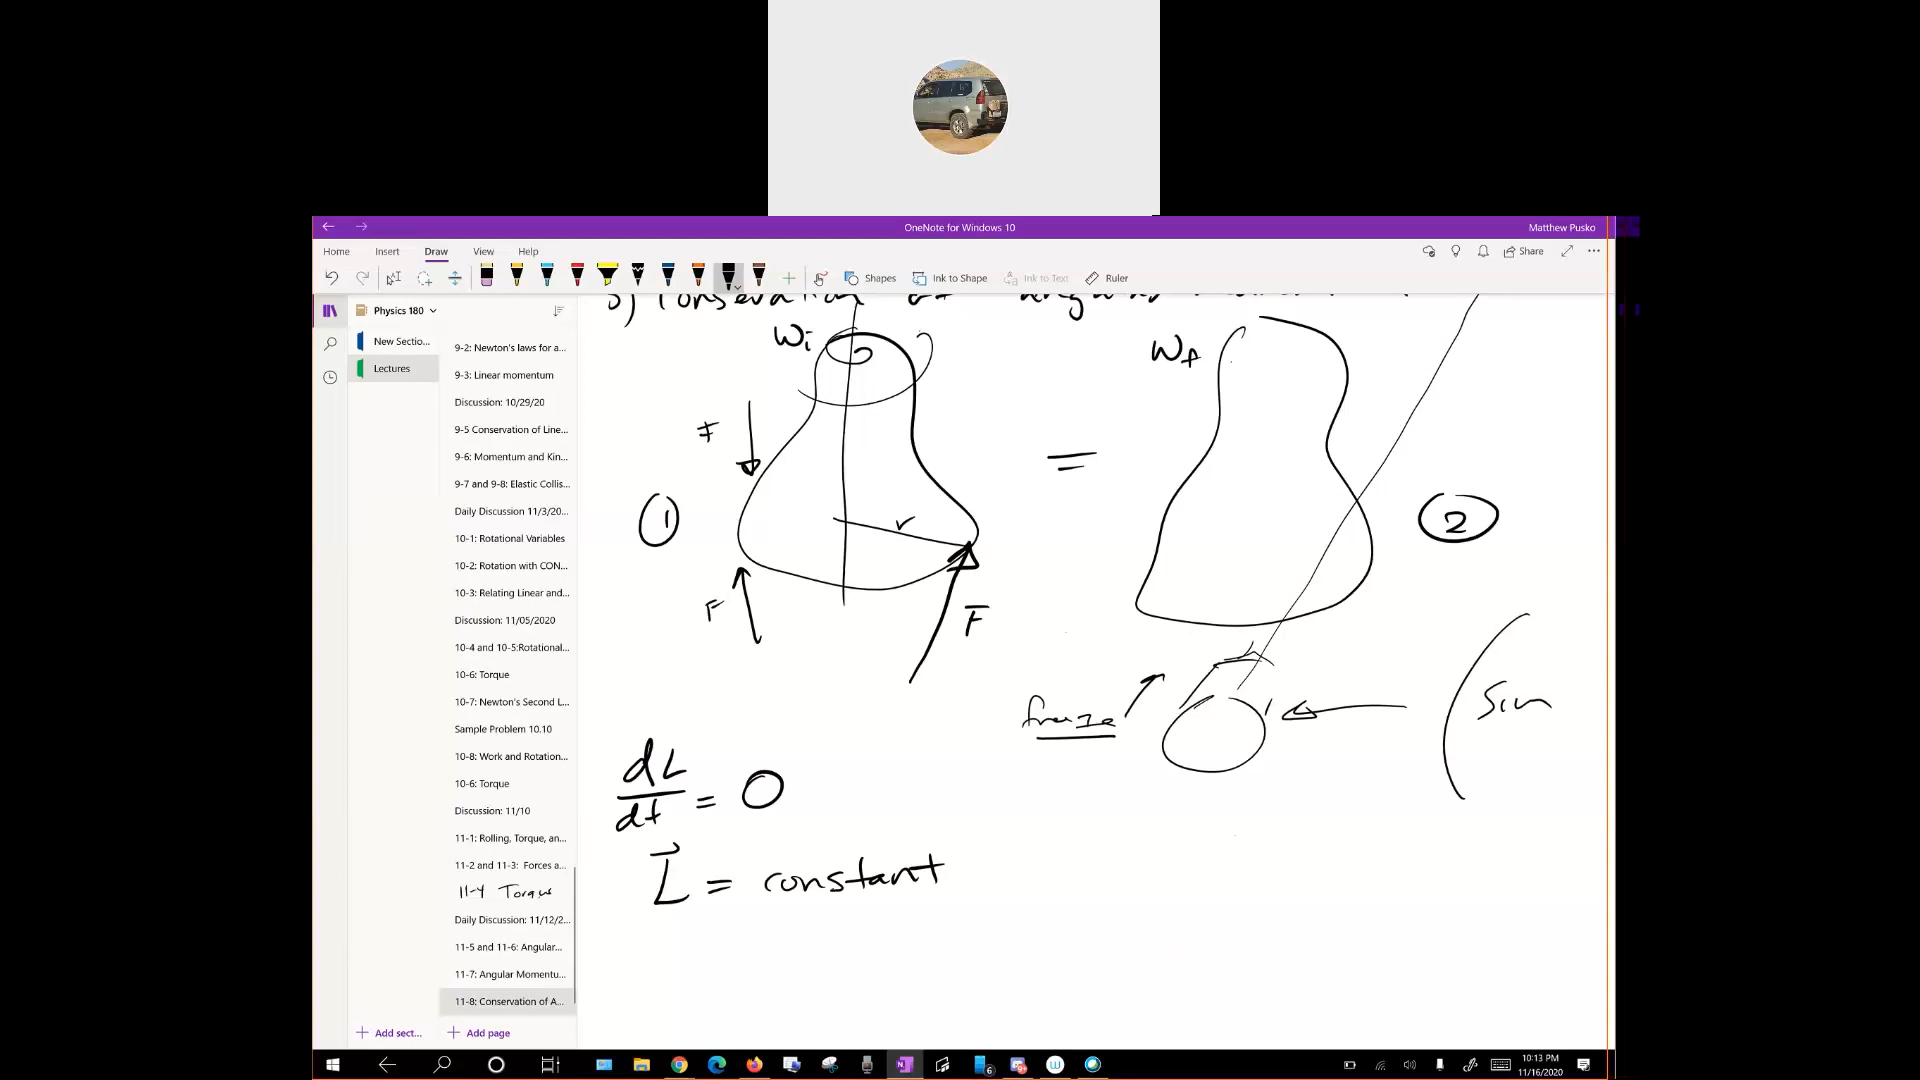 OneNote for Windows 10
Matthew Pusko
Home Insert Draw View Help
Share
Shapes Ink to Shape Ink to Text Ruler
Physics 180
New Sectio...
Lectures
9-2: Newton's laws for a...
9-3: Linear momentum
Discussion: 10/29/20
9-5 Conservation of Line...
9-6: Momentum and Kin...
9-7 and 9-8: Elastic Collis...
Daily Discussion 11/3/20...
10-1: Rotational Variables
10-2: Rotation with CON...
10-3: Relating Linear and...
Discussion: 11/05/2020
10-4 and 10-5:Rotational...
10-6: Torque
10-7: Newton's Second L...
Sample Problem 10.10
10-8: Work and Rotation...
10-6: Torque
Discussion: 11/10
11-1: Rolling, Torque, an...
11-2 and 11-3: Forces a...
11-4 Torque
Daily Discussion: 11/12/2...
11-5 and 11-6: Angular...
11-7: Angular Momentu...
11-8: Conservation of A...
Add sect...
Add page
ωi
ωf
F
r
=
1
2
F
F
freeze
Sun
dL
dt = 0
L = constant
10:13 PM
11/16/2020